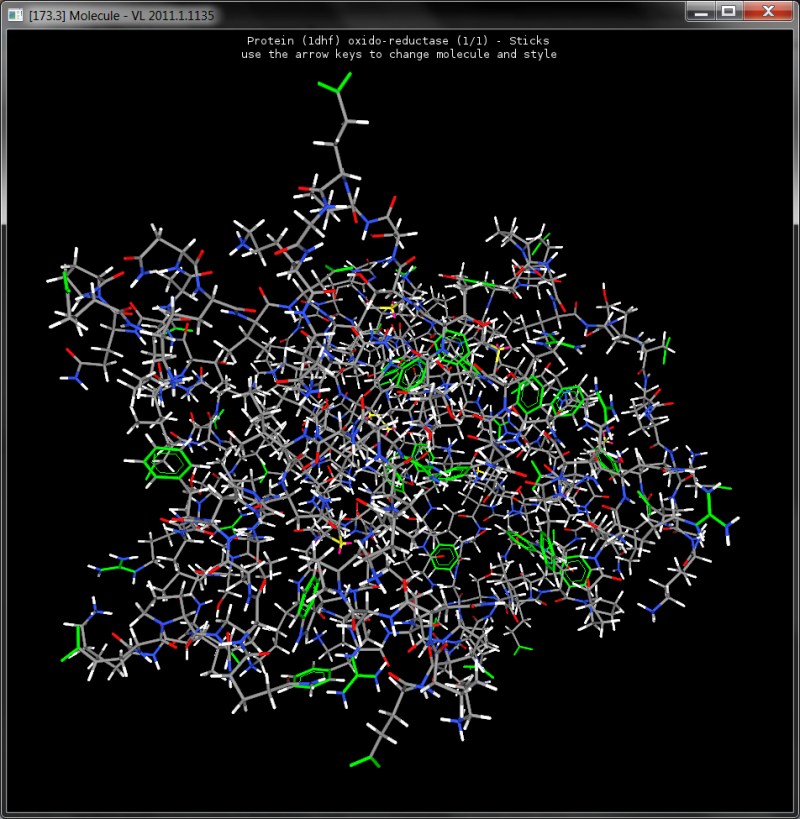 [173.3] Molecule - VL 2011.1.1135
Protein (1dhf) oxido-reductase (1/1) - Sticks
use the arrow keys to change molecule and style